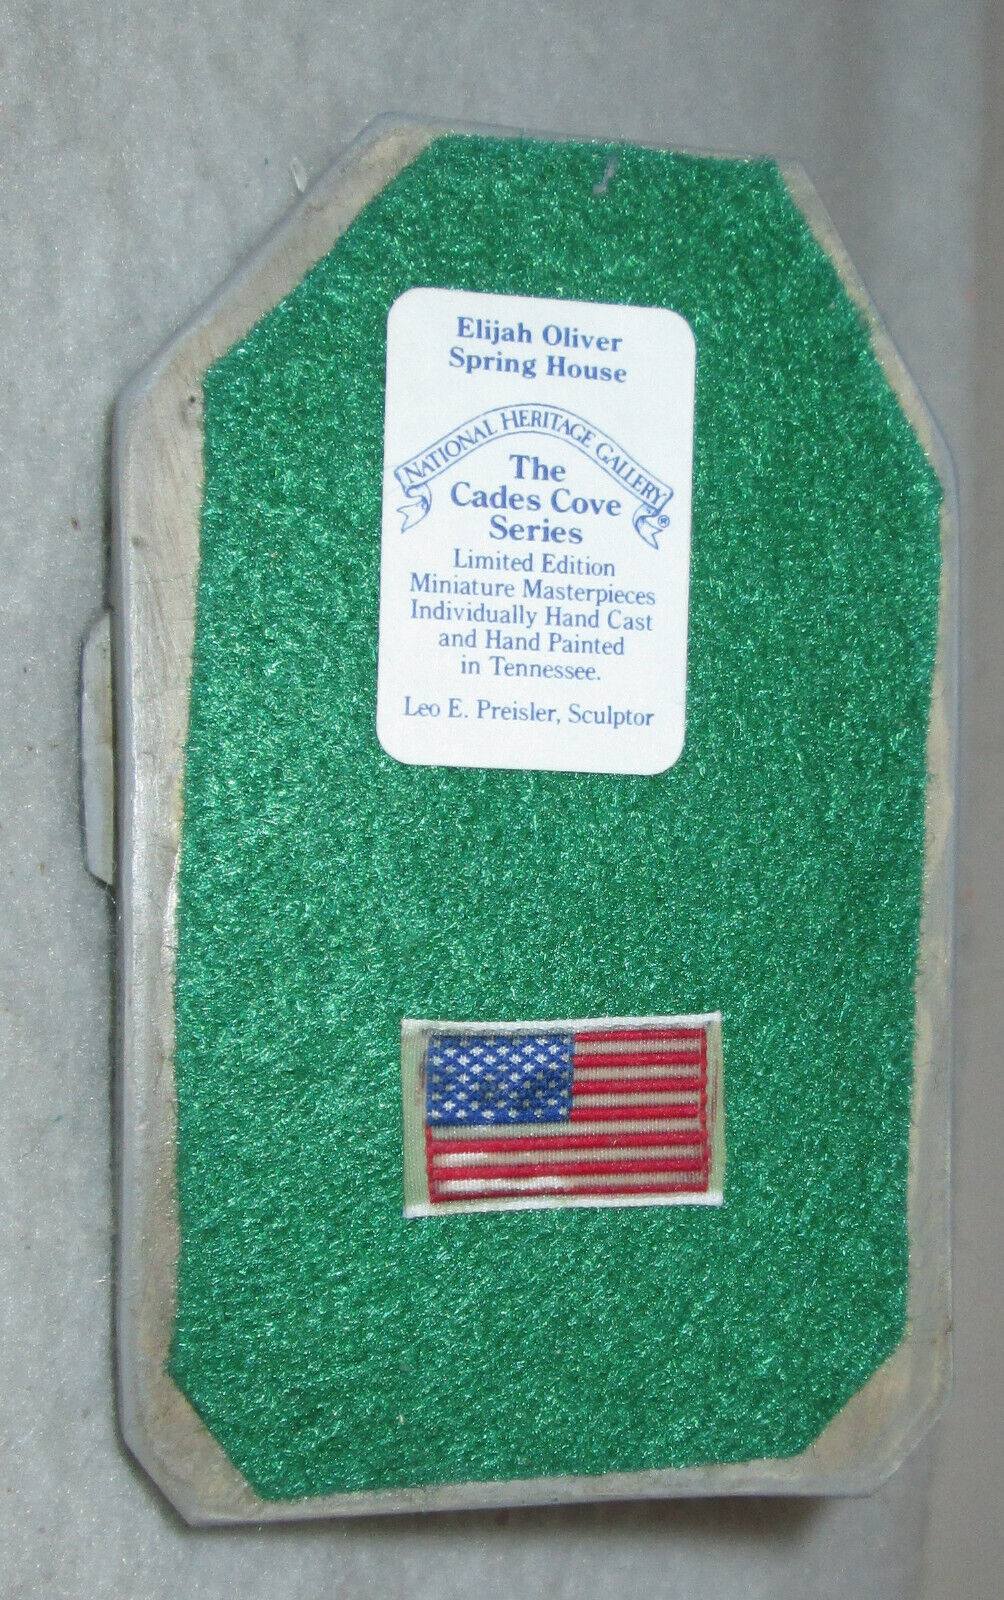 Elijah Oliver
Spring House
NATIONAL HERITAGE GALLERY®
The
Cades Cove
Series
Limited Edition
Miniature Masterpieces
Individually Hand Cast
and Hand Painted
in Tennessee.
Leo E. Preisler, Sculptor